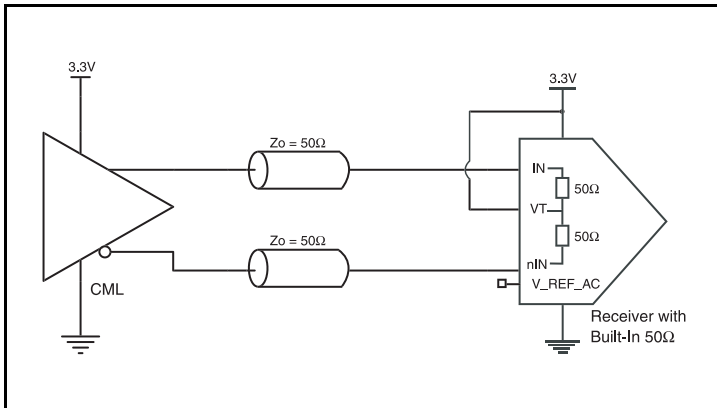 3.3V
3.3V
Zo = 50Ω
IN
50Ω
VT
50Ω
Zo = 50Ω
nIN
V_REF_AC
CML
Receiver with
Built-In 50Ω